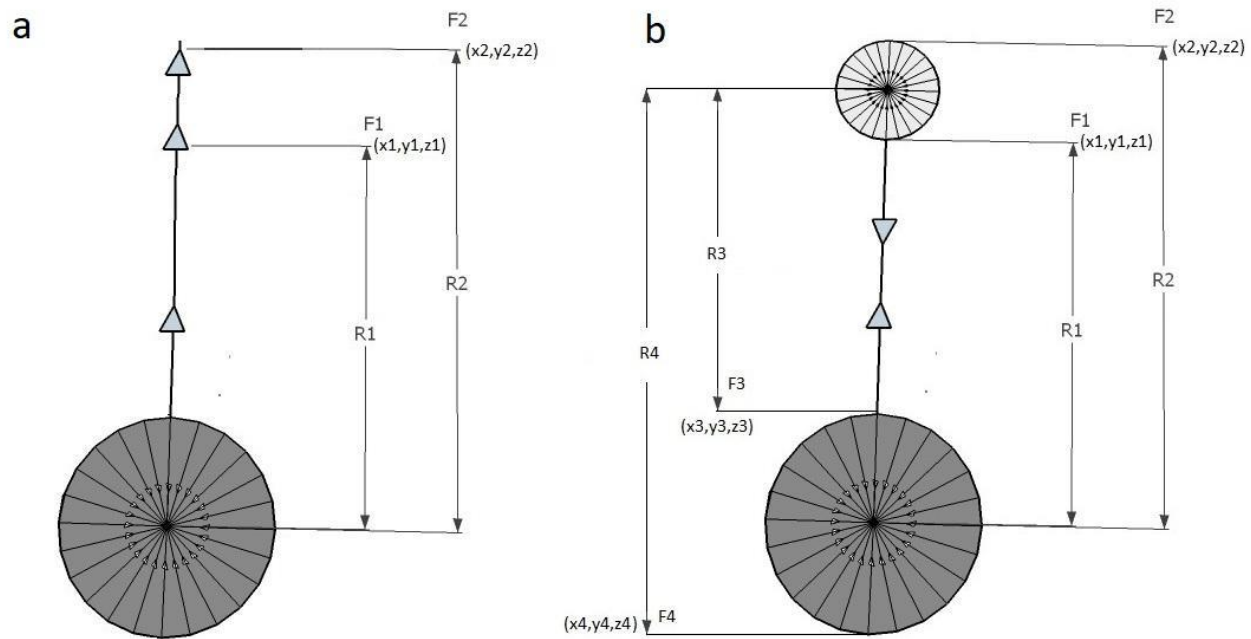 a
F2
(x2,y2,z2)
F1
(x1,y1,z1)
R2
R1
b
F2
(x2,y2,z2)
F1
(x1,y1,z1)
R3
R2
R1
R4
F3
(x3,y3,z3)
F4
(x4,y4,z4)